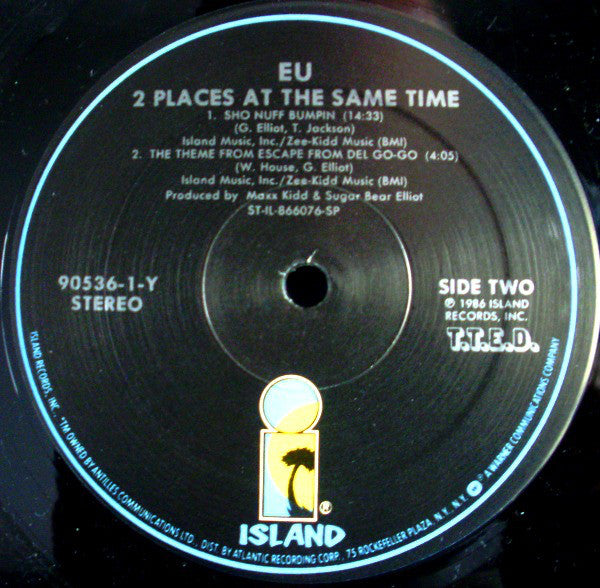 EU
2 PLACES AT THE SAME TIME
1. SHO NUFF BUMPIN (14:33)
(G. Elliot, T. Jackson)
Island Music, Inc./Zee-Kidd Music (BMI)
2. THE THEME FROM ESCAPE FROM DEL GO-GO (4:05)
(W. House, G. Elliot)
Island Music, Inc./Zee-Kidd Music (BMI)
Produced by Maxx Kidd & Sugar Bear Elliot
ST-IL-866076-SP
90536-1-Y
STEREO
SIDE TWO
℗ 1986 ISLAND
RECORDS, INC.
T.T.E.D.
®
ISLAND
ISLAND RECORDS, INC. ™ OWNED BY ANTILLES COMMUNICATIONS LTD. DIST. BY ATLANTIC RECORDING CORP. 75 ROCKEFELLER PLAZA, N.Y., N.Y. A WARNER COMMUNICATIONS COMPANY